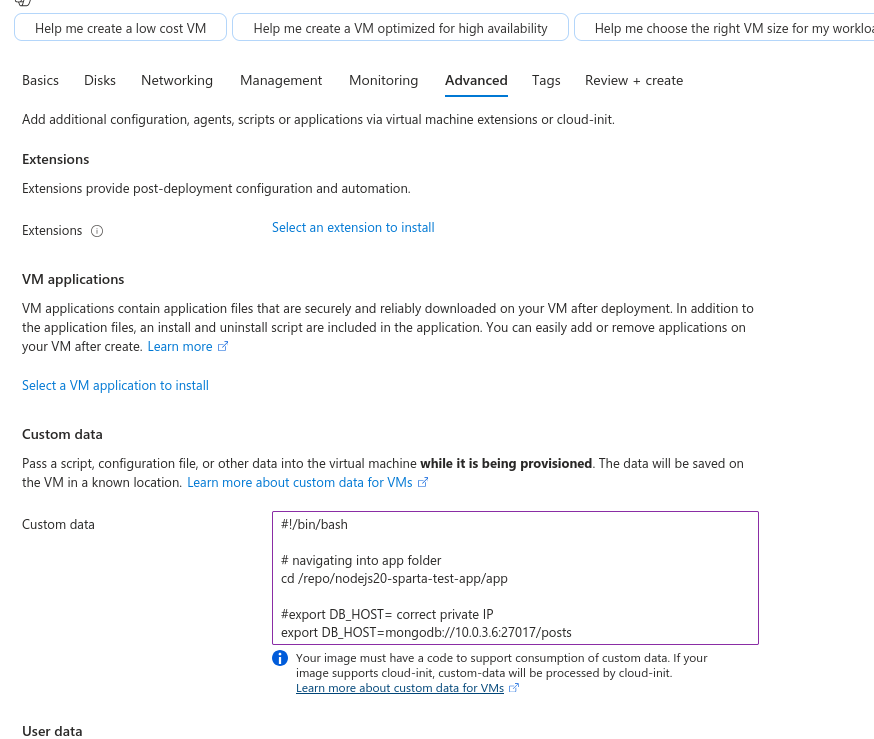 Help me create a low cost VM
Help me create a VM optimized for high availability
Help me choose the right VM size for my
Basics Disks Networking Management Monitoring Advanced Tags Review + create
Add additional configuration, agents, scripts or applications via virtual machine extensions or cloud-init.
Extensions
Extensions provide post-deployment configuration and automation.
Extensions
Select an extension to install
VM applications
VM applications contain application files that are securely and reliably downloaded on your VM after deployment. In addition to
the application files, an install and uninstall script are included in the application. You can easily add or remove applications on
your VM after create. Learn more
Select a VM application to install
Custom data
Pass a script, configuration file, or other data into the virtual machine while it is being provisioned. The data will be saved on
the VM in a known location. Learn more about custom data for VMs
Custom data
#!/bin/bash
# navigating into app folder
cd /repo/nodejs20-sparta-test-app/app
#export DB_HOST= correct private IP
export DB_HOST=mongodb://10.0.3.6:27017/posts
Your image must have a code to support consumption of custom data. If your
image supports cloud-init, custom-data will be processed by cloud-init.
Learn more about custom data for VMs
User data